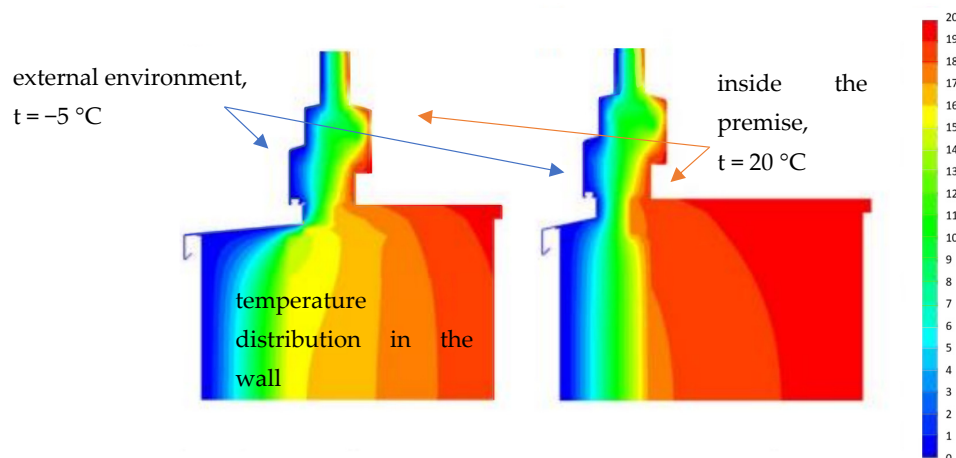 external environment,
t = −5 °C
inside the
premise,
t = 20 °C
temperature
distribution in the
wall
20
19
18
17
16
15
14
13
12
11
10
9
8
7
6
5
4
3
2
1
0